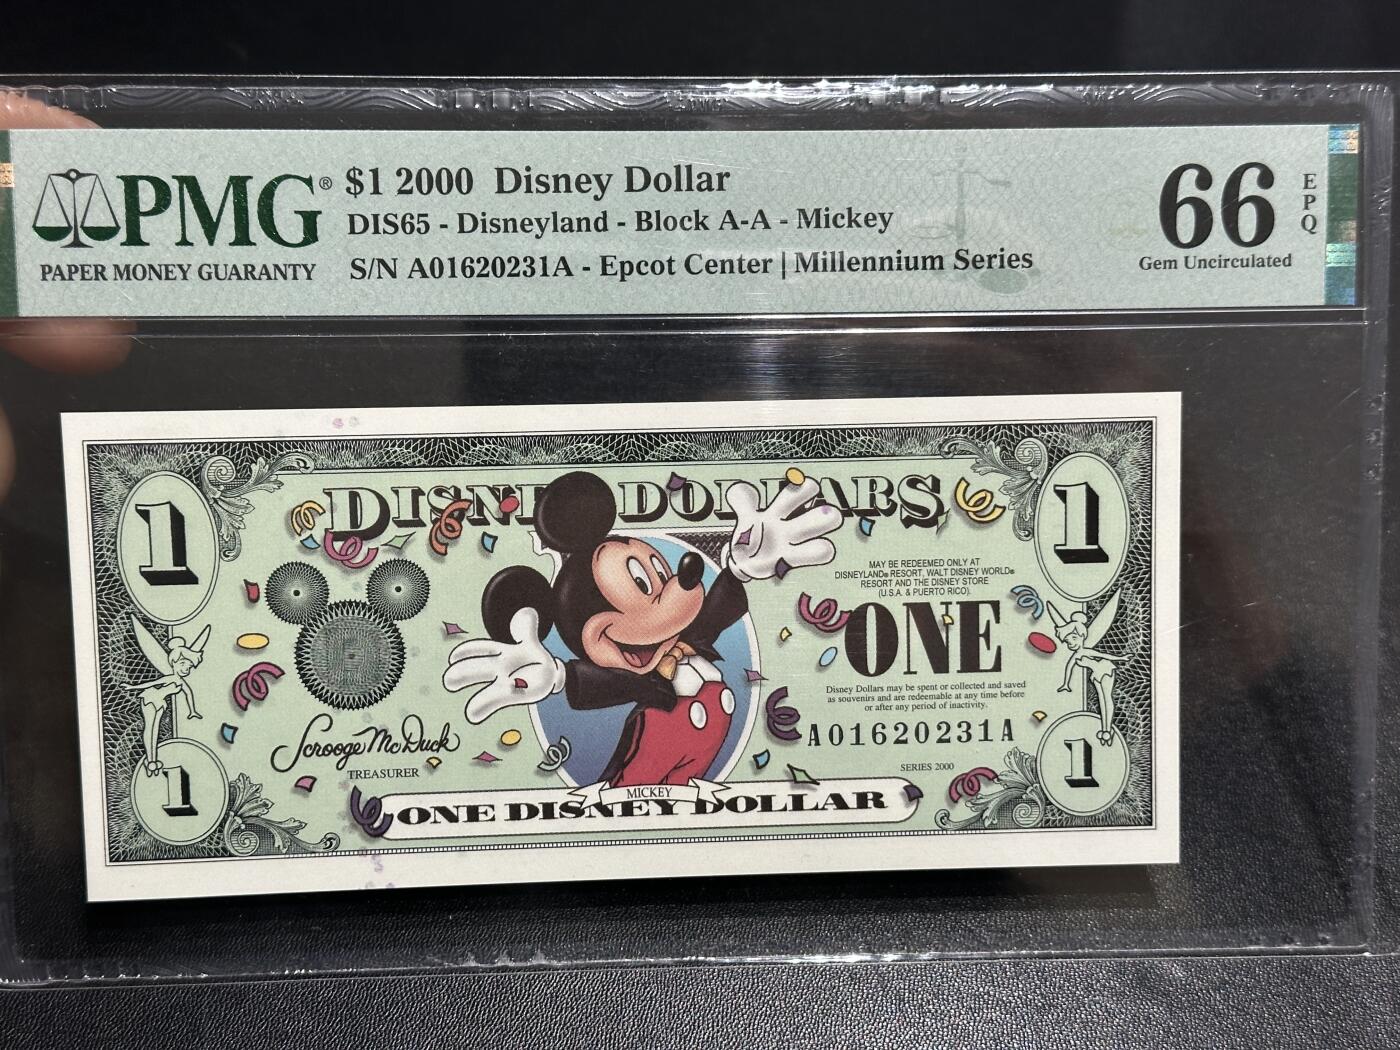 PMG® $1 2000 Disney Dollar 66 EPQ
DIS65 - Disneyland - Block A-A - Mickey
PAPER MONEY GUARANTY S/N A01620231A - Epcot Center | Millennium Series Gem Uncirculated
1 DISNEY DOLLARS 1
MAY BE REDEEMED ONLY AT
DISNEYLAND® RESORT, WALT DISNEY WORLD®
RESORT AND THE DISNEY STORE
(U.S.A. & PUERTO RICO).
ONE
Disney Dollars may be spent or collected and saved
as souvenirs and are redeemable at any time before
or after any period of inactivity.
A01620231A
Scrooge McDuck
TREASURER
SERIES 2000
1 1
MICKEY
ONE DISNEY DOLLAR